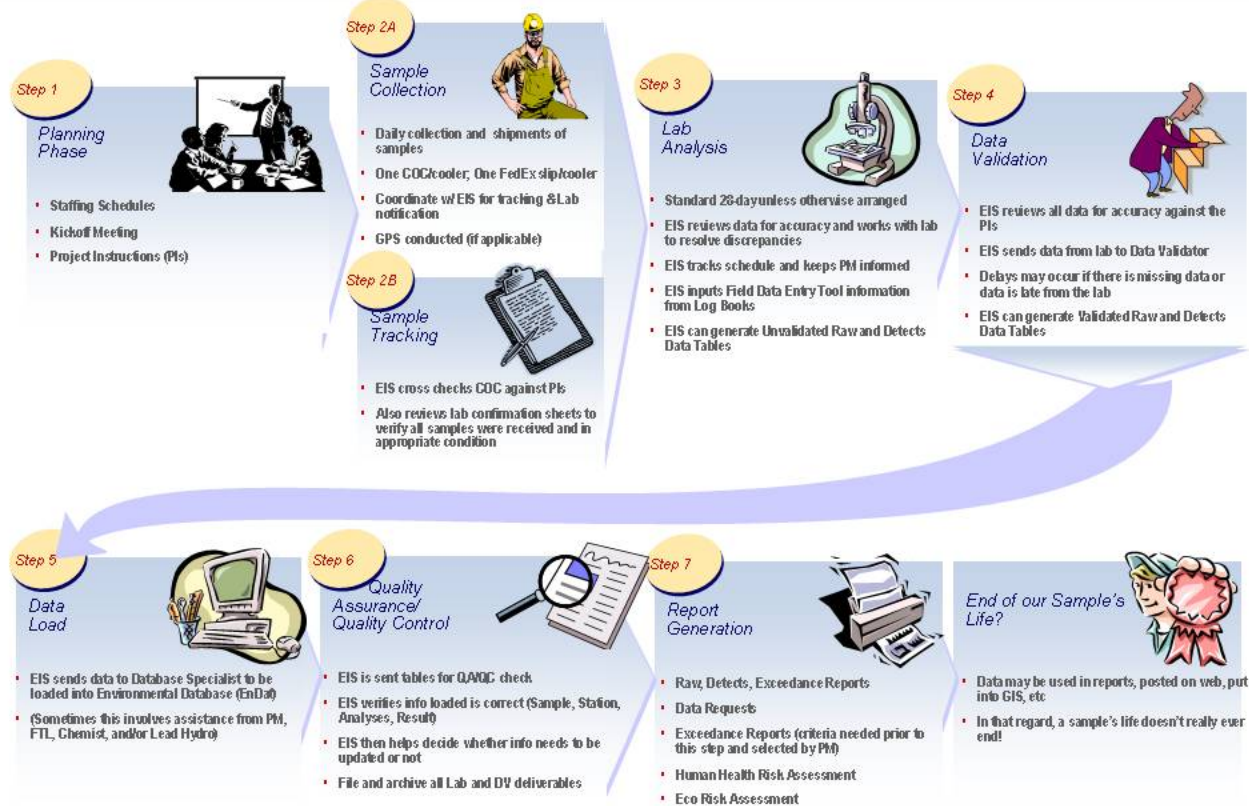 Step 1
Planning
Phase
Staffing Schedules
Kickoff Meeting
Project Instructions (PIs)
Step 2A
Sample
Collection
Daily collection and shipments of
samples
One COC/cooler; One FedEx slip/cooler
Coordinate w/ EIS for tracking & Lab
notification
GPS conducted (if applicable)
Step 2B
Sample
Tracking
EIS cross checks COC against PIs
Also reviews lab confirmation sheets to
verify all samples were received and in
appropriate condition
Step 3
Lab
Analysis
Standard 28-day unless otherwise arranged
EIS reviews data for accuracy and works with lab
to resolve discrepancies
EIS tracks schedule and keeps PM informed
EIS inputs Field Data Entry Tool information
from Log Books
EIS can generate Unvalidated Raw and Detects
Data Tables
Step 4
Data
Validation
EIS reviews all data for accuracy against the
PIs
EIS sends data from lab to Data Validator
Delays may occur if there is missing data or
data is late from the lab
EIS can generate Validated Raw and Detects
Data Tables
Step 5
Data
Load
EIS sends data to Database Specialist to be
loaded into Environmental Database (EnDat)
(Sometimes this involves assistance from PM,
FTL, Chemist, and/or Lead Hydro)
Step 6
Quality
Assurance/
Quality Control
EIS is sent tables for QA/QC check
EIS verifies info loaded is correct (Sample, Station,
Analyses, Result)
EIS then helps decide whether info needs to be
updated or not
File and archive all Lab and DV deliverables
Step 7
Report
Generation
Raw, Detects, Exceedance Reports
Data Requests
Exceedance Reports (criteria needed prior to
this step and selected by PM)
Human Health Risk Assessment
Eco Risk Assessment
End of our Sample's
Life?
Data may be used in reports, posted on web, put
into GIS, etc
In that regard, a sample's life doesn't really ever
end!